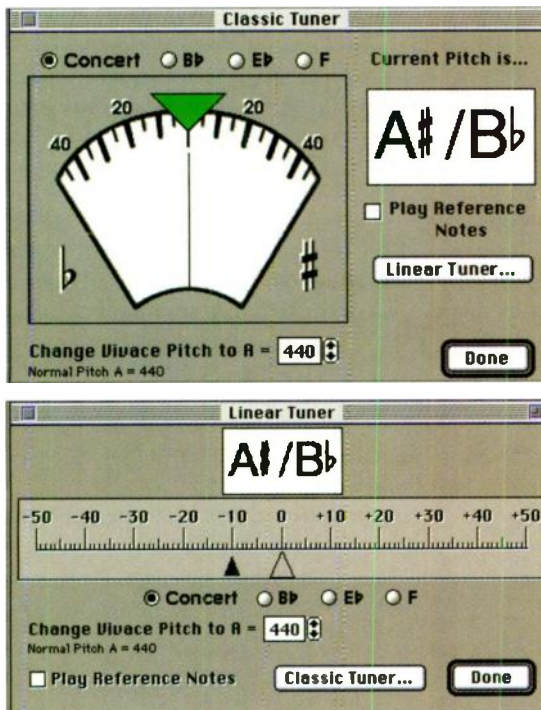 Classic Tuner
Concert B♭ E♭ F
Current Pitch is...
40 20 20 40
A♯/B♭
♭ ♯
Play Reference
Notes
Linear Tuner...
Change Vivace Pitch to A = 440
Normal Pitch A = 440
Done
Linear Tuner
A♯/B♭
-50 -40 -30 -20 -10 0 +10 +20 +30 +40 +50
Concert B♭ E♭ F
Change Vivace Pitch to A = 440
Normal Pitch A = 440
Play Reference Notes
Classic Tuner...
Done